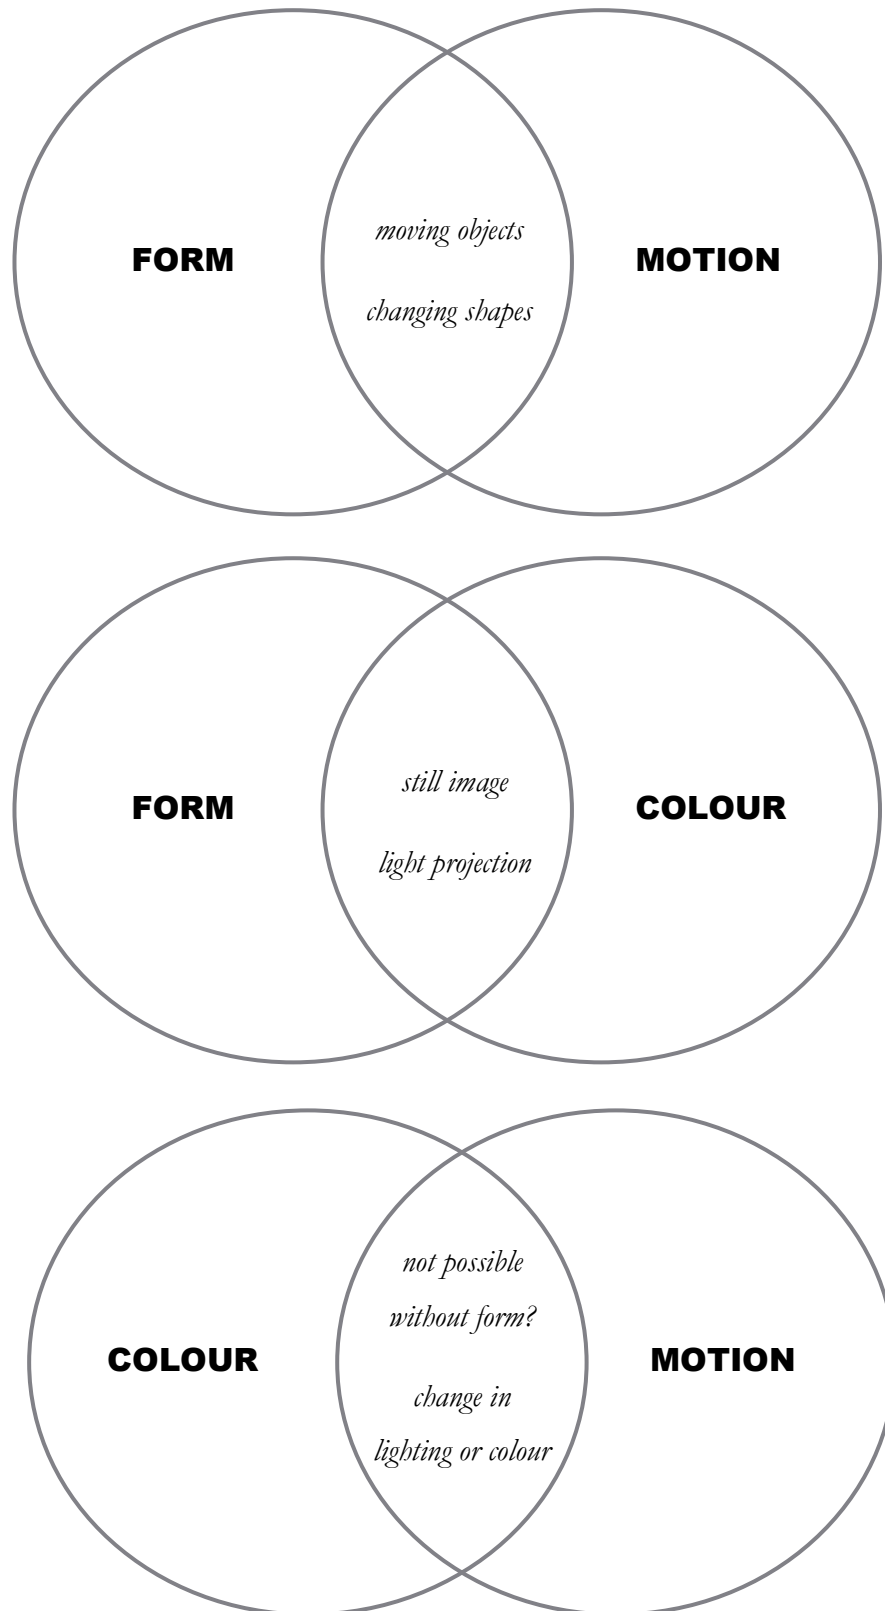 FORM
moving objects
changing shapes
MOTION
FORM
still image
light projection
COLOUR
COLOUR
not possible
without form?
change in
lighting or colour
MOTION